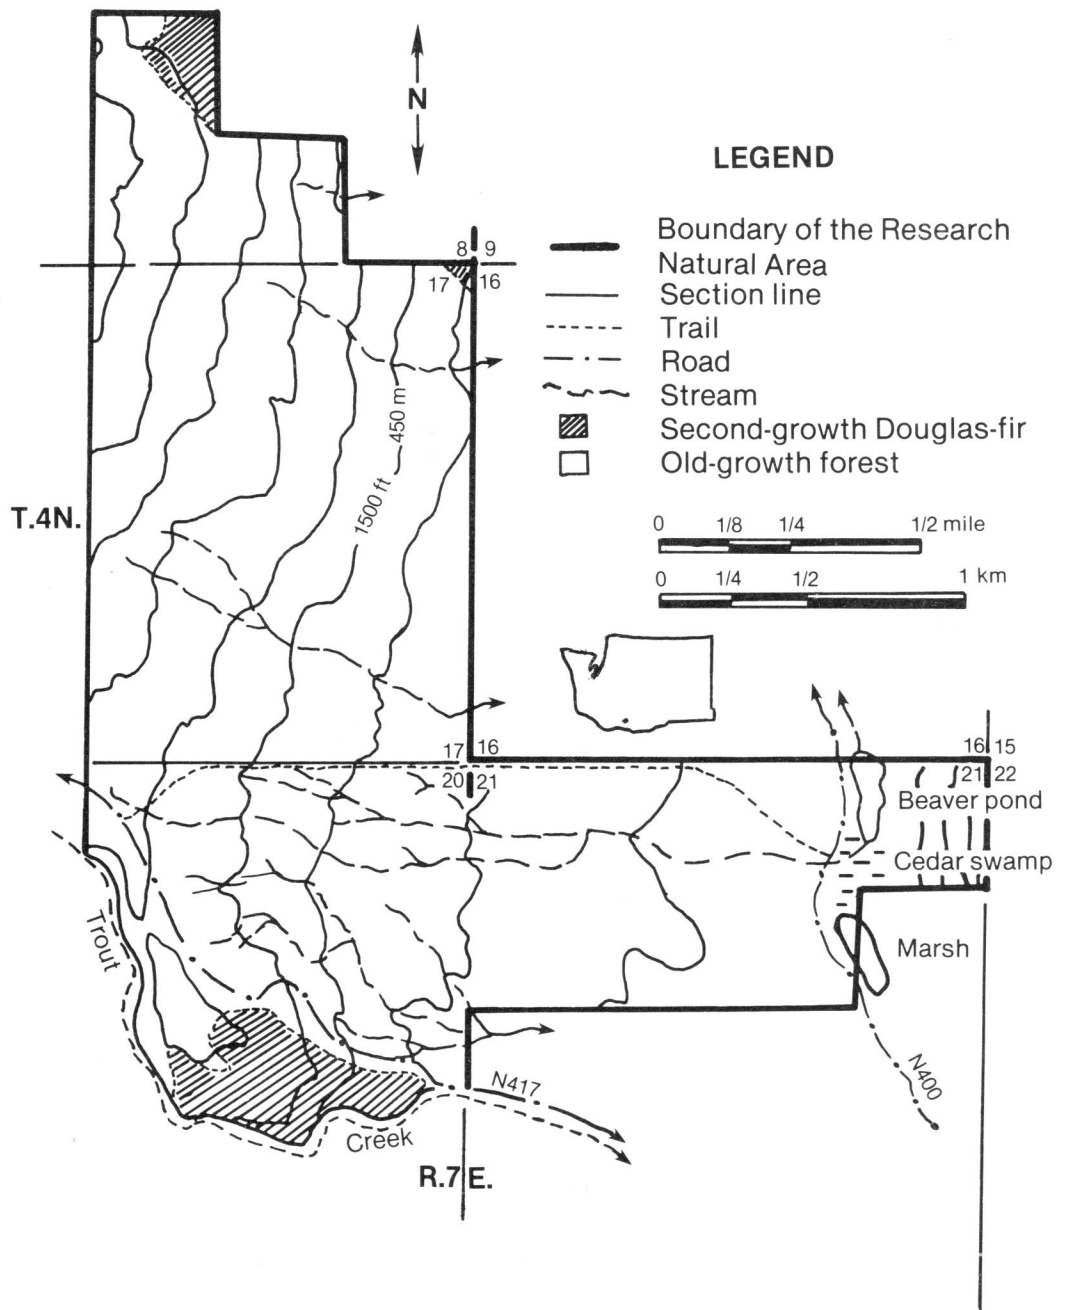 N
LEGEND
Boundary of the Research
Natural Area
Section line
Trail
Road
Stream
Second-growth Douglas-fir
Old-growth forest
8 9
17 16
450 m
1500 ft
T.4N.
0 1/8 1/4 1/2 mile
0 1/4 1/2 1 km
17 16
20 21
16 15
21 22
Beaver pond
Cedar swamp
Marsh
Trout
Creek
N417
N400
R.7E.